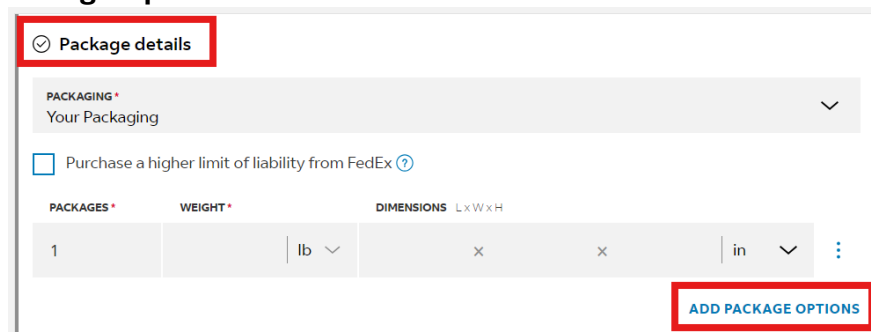 Package details
PACKAGING *
Your Packaging
Purchase a higher limit of liability from FedEx ?
PACKAGES * WEIGHT * DIMENSIONS L x W x H
1 lb × × in
ADD PACKAGE OPTIONS